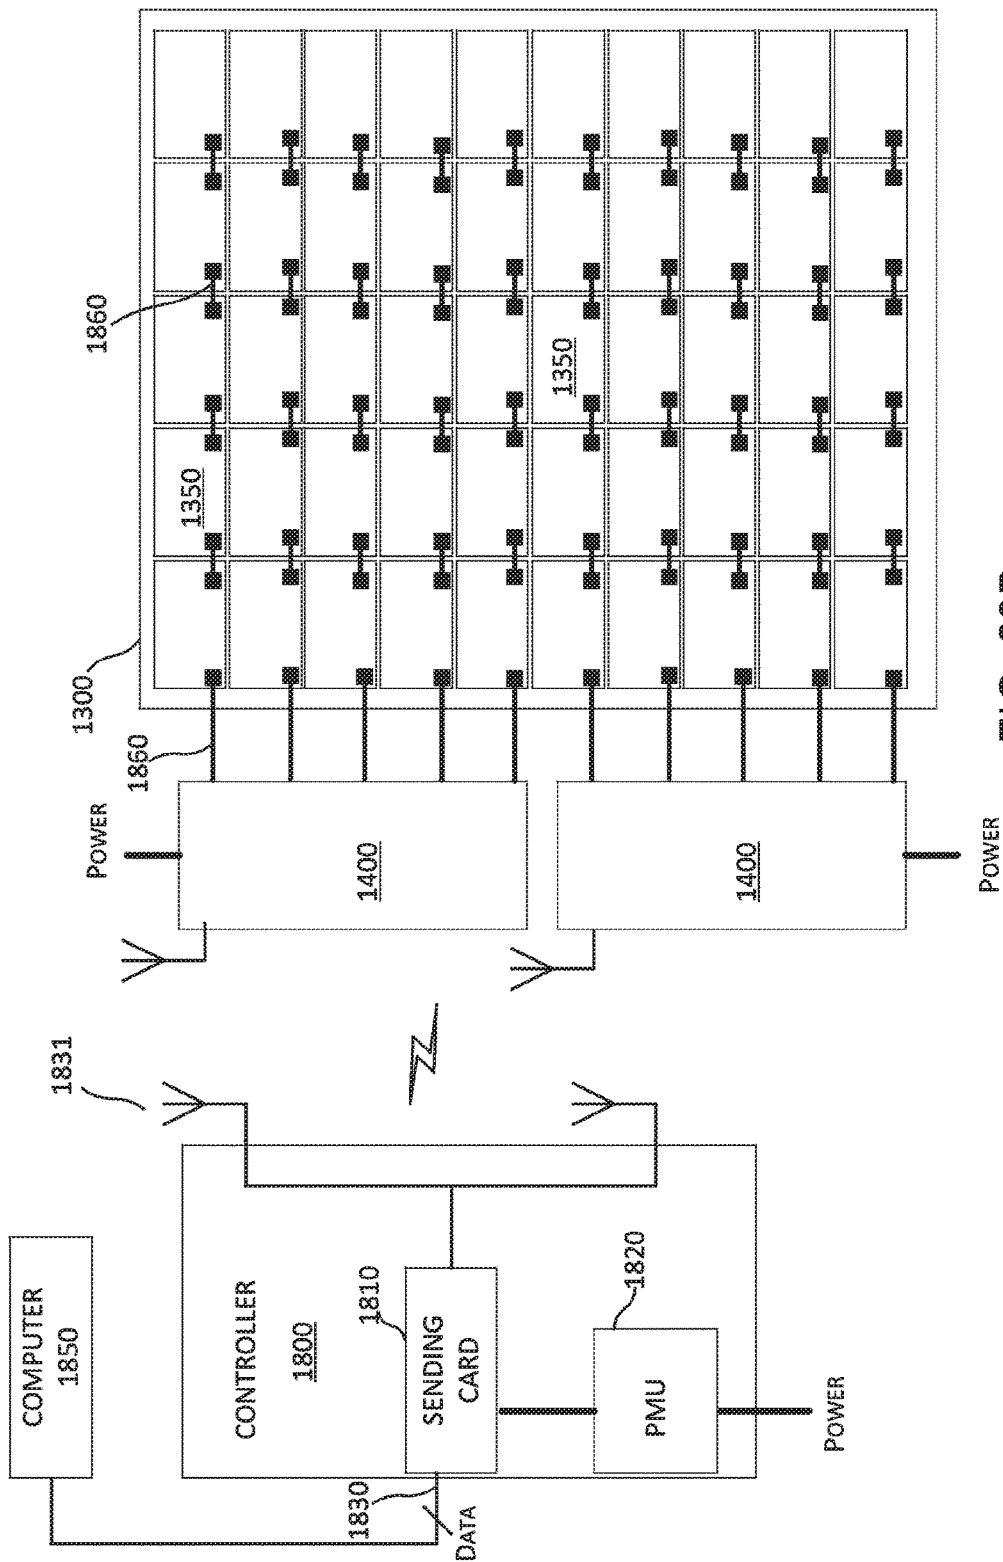 COMPUTER
1850
CONTROLLER
1800
SENDING
CARD
1810
PMU
1820
POWER
1830
DATA
1831
POWER
1400
1400
POWER
1860
1300
1350
1860
1350